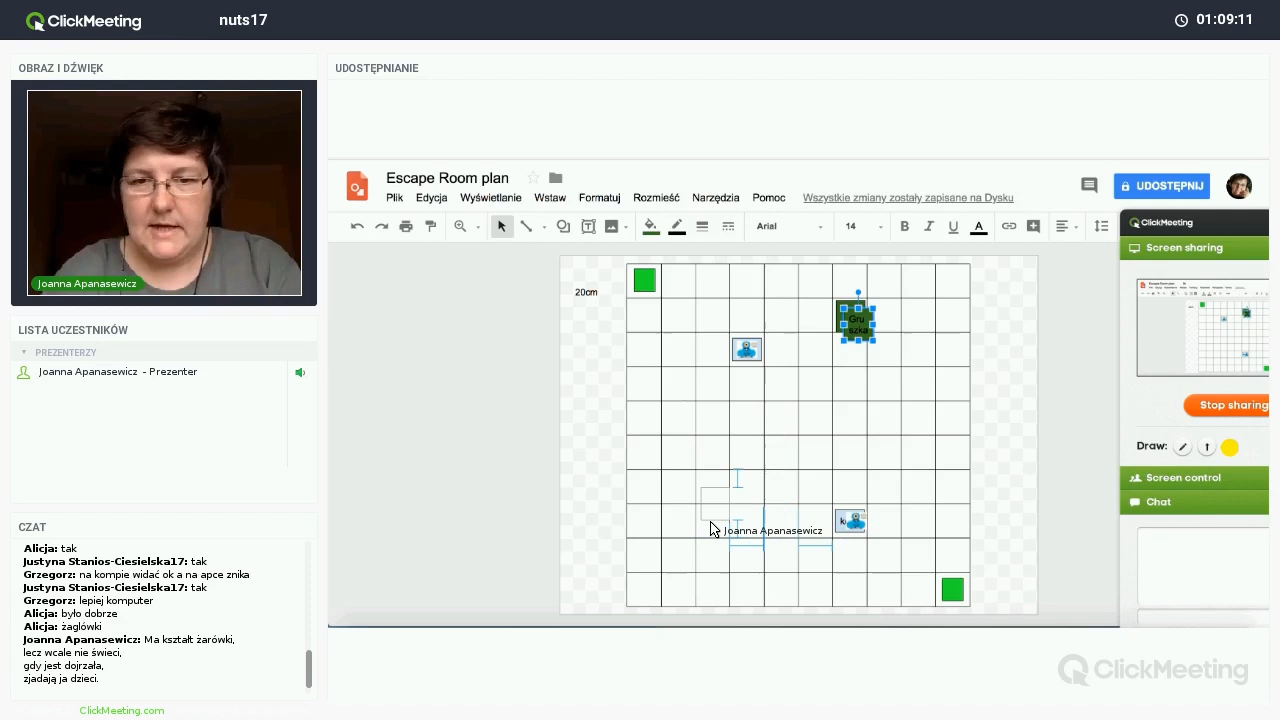 ClickMeeting
nuts17
01:09:11
OBRAZ I DŹWIĘK
Joanna Apanasewicz
LISTA UCZESTNIKÓW
PREZENTERZY
Joanna Apanasewicz - Prezenter
CZAT
Alicja: tak
Justyna Stanios-Ciesielska17: tak
Grzegorz: na kompie widać ok a na apce znika
Justyna Stanios-Ciesielska17: tak
Grzegorz: lepiej komputer
Alicja: było dobrze
Alicja: żaglówki
Joanna Apanasewicz: Ma kształt żarówki,
lecz wcale nie świeci,
gdy jest dojrzała,
zjadają ja dzieci.
ClickMeeting.com
UDOSTĘPNIANIE
Escape Room plan
Plik Edycja Wyświetlanie Wstaw Formatuj Rozmieść Narzędzia Pomoc Wszystkie zmiany zostały zapisane na Dysku
UDOSTĘPNIJ
Arial 14 B I U A
20cm
Gru
szka
Joanna Apanasewicz
ClickMeeting
Screen sharing
Stop sharing
Draw:
Screen control
Chat
ClickMeeting